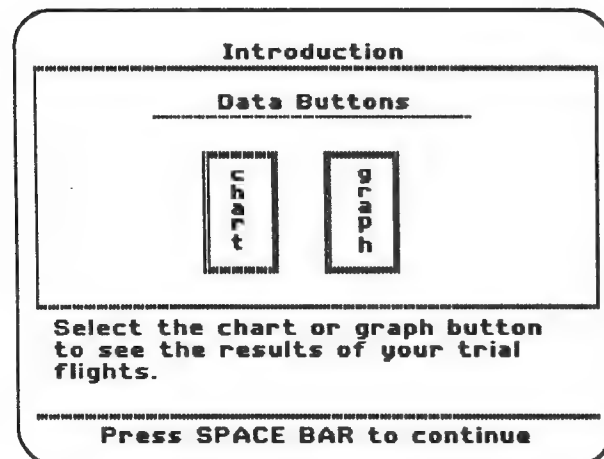 Introduction
Data Buttons
chart
graph
Select the chart or graph button
to see the results of your trial
flights.
Press SPACE BAR to continue